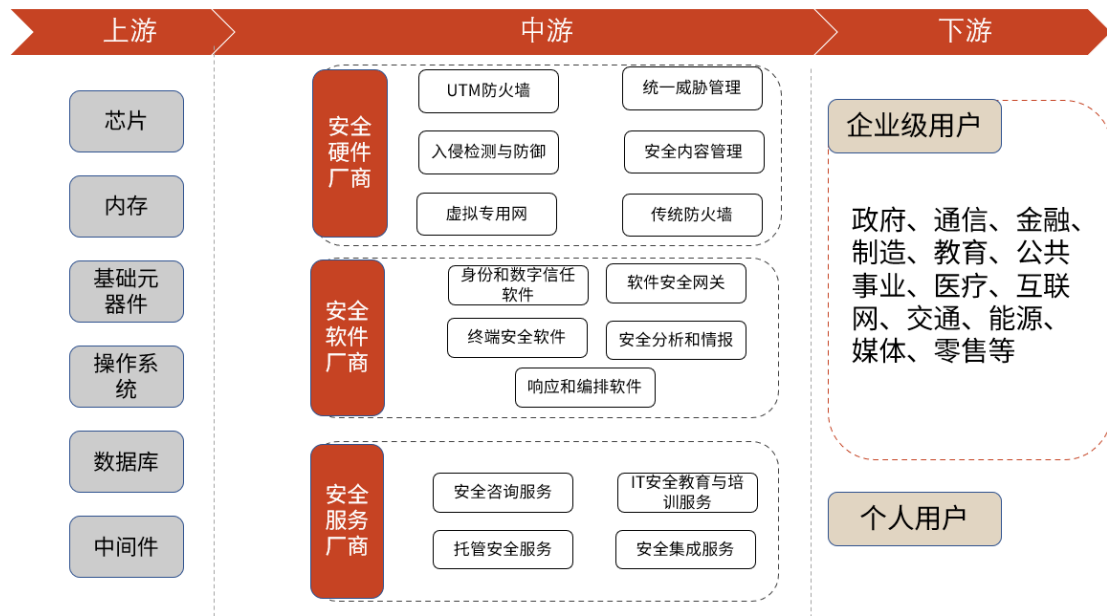 上游
中游
下游
芯片
内存
基础元
器件
操作系
统
数据库
中间件
安全
硬件
厂商
UTM防火墙
统一威胁管理
入侵检测与防御
安全内容管理
虚拟专用网
传统防火墙
安全
软件
厂商
身份和数字信任
软件
软件安全网关
终端安全软件
安全分析和情报
响应和编排软件
安全
服务
厂商
安全咨询服务
IT安全教育与培
训服务
托管安全服务
安全集成服务
企业级用户
政府、通信、金融、
制造、教育、公共
事业、医疗、互联
网、交通、能源、
媒体、零售等
个人用户